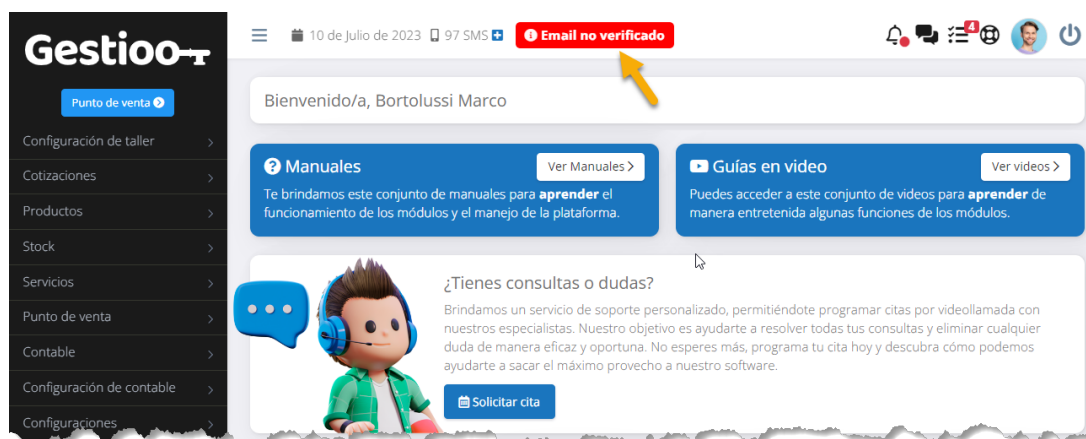 Gestioo
10 de Julio de 2023 97 SMS Email no verificado
4
Punto de venta
Bienvenido/a, Bortolussi Marco
Configuración de taller
Cotizaciones
Productos
Stock
Servicios
Punto de venta
Contable
Configuración de contable
Configuraciones
Manuales
Ver Manuales
Te brindamos este conjunto de manuales para aprender el
funcionamiento de los módulos y el manejo de la plataforma.
Guías en video
Ver videos
Puedes acceder a este conjunto de videos para aprender de
manera entretenida algunas funciones de los módulos.
¿Tienes consultas o dudas?
Brindamos un servicio de soporte personalizado, permitiéndote programar citas por videollamada con
nuestros especialistas. Nuestro objetivo es ayudarte a resolver todas tus consultas y eliminar cualquier
duda de manera eficaz y oportuna. No esperes más, programa tu cita hoy y descubra cómo podemos
ayudarte a sacar el máximo provecho a nuestro software.
Solicitar cita